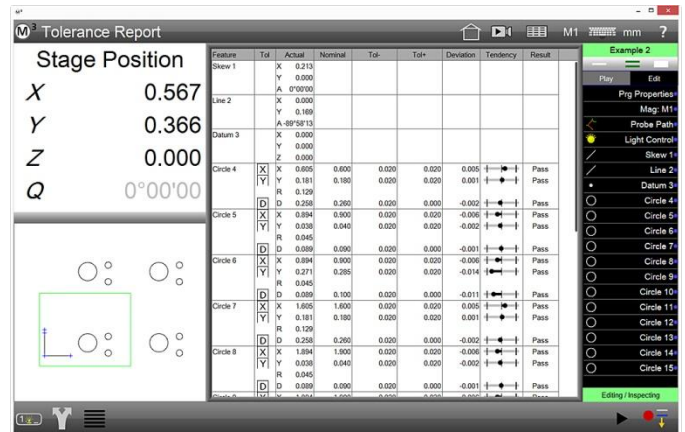 M³ Tolerance Report
M1
mm
?
Stage Position
X 0.567
Y 0.366
Z 0.000
Q 0°00'00
Feature Tol Actual Nominal Tol- Tol+ Deviation Tendency Result
Skew 1 X 0.213
Y 0.000
A 0°00'00
Line 2 X 0.000
Y 0.169
A -89°58'13
Datum 3 X 0.000
Y 0.000
Z 0.000
Circle 4 X X 0.605 0.600 0.020 0.020 0.005 Pass
Y Y 0.181 0.180 0.020 0.020 0.001 Pass
R 0.129
D D 0.258 0.260 0.020 0.000 -0.002 Pass
Circle 5 X X 0.894 0.900 0.020 0.020 -0.006 Pass
Y Y 0.038 0.040 0.020 0.020 -0.002 Pass
R 0.045
D D 0.089 0.090 0.020 0.000 -0.001 Pass
Circle 6 X X 0.894 0.900 0.020 0.020 -0.006 Pass
Y Y 0.271 0.285 0.020 0.020 -0.014 Pass
R 0.045
D D 0.089 0.100 0.020 0.000 -0.011 Pass
Circle 7 X X 1.605 1.600 0.020 0.020 0.005 Pass
Y Y 0.181 0.180 0.020 0.020 0.001 Pass
R 0.129
D D 0.258 0.260 0.020 0.000 -0.002 Pass
Circle 8 X X 1.894 1.900 0.020 0.020 -0.006 Pass
Y Y 0.038 0.040 0.020 0.020 -0.002 Pass
R 0.045
D D 0.089 0.090 0.020 0.000 -0.001 Pass
Example 2
Play Edit
Prg Properties
Mag: M1
Probe Path
Light Control
Skew 1
Line 2
Datum 3
Circle 4
Circle 5
Circle 6
Circle 7
Circle 8
Circle 9
Circle 10
Circle 11
Circle 12
Circle 13
Circle 14
Circle 15
Editing / Inspecting